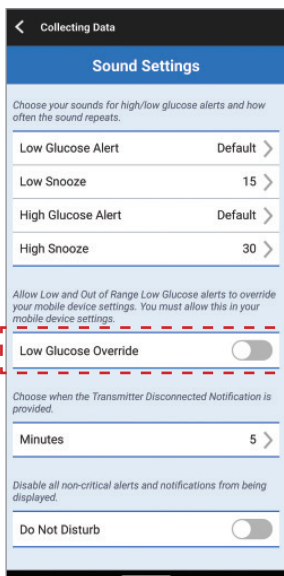 Collecting Data
Sound Settings
Choose your sounds for high/low glucose alerts and how
often the sound repeats.
Low Glucose Alert Default
Low Snooze 15
High Glucose Alert Default
High Snooze 30
Allow Low and Out of Range Low Glucose alerts to override
your mobile device settings. You must allow this in your
mobile device settings.
Low Glucose Override
Choose when the Transmitter Disconnected Notification is
provided.
Minutes 5
Disable all non-critical alerts and notifications from being
displayed.
Do Not Disturb